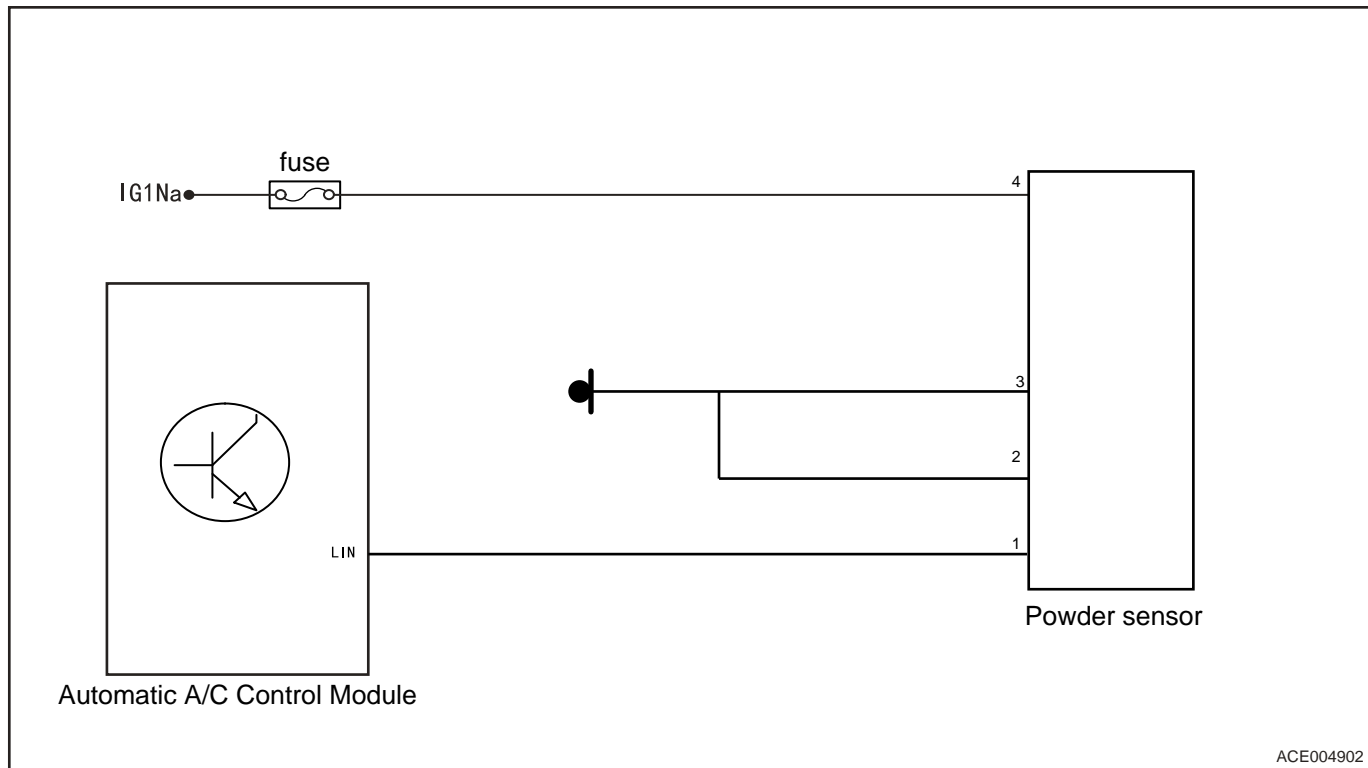 fuse
IG1Na
4
3
2
LIN
1
Powder sensor
Automatic A/C Control Module
ACE004902